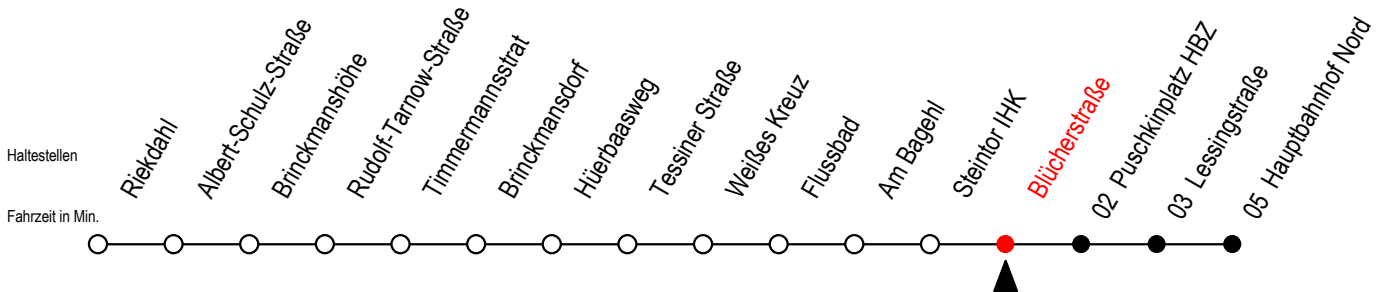 Haltestellen
Fahrzeit in Min.
Riekdahl
Albert-Schulz-Straße
Brinckmanshöhe
Rudolf-Tarnow-Straße
Timmermannsstrat
Brinckmansdorf
Hüerbaasweg
Tessiner Straße
Weißes Kreuz
Flussbad
Am Bagehl
Steintor IHK
Blücherstraße
02 Puschkinplatz HBZ
03 Lessingstraße
05 Hauptbahnhof Nord